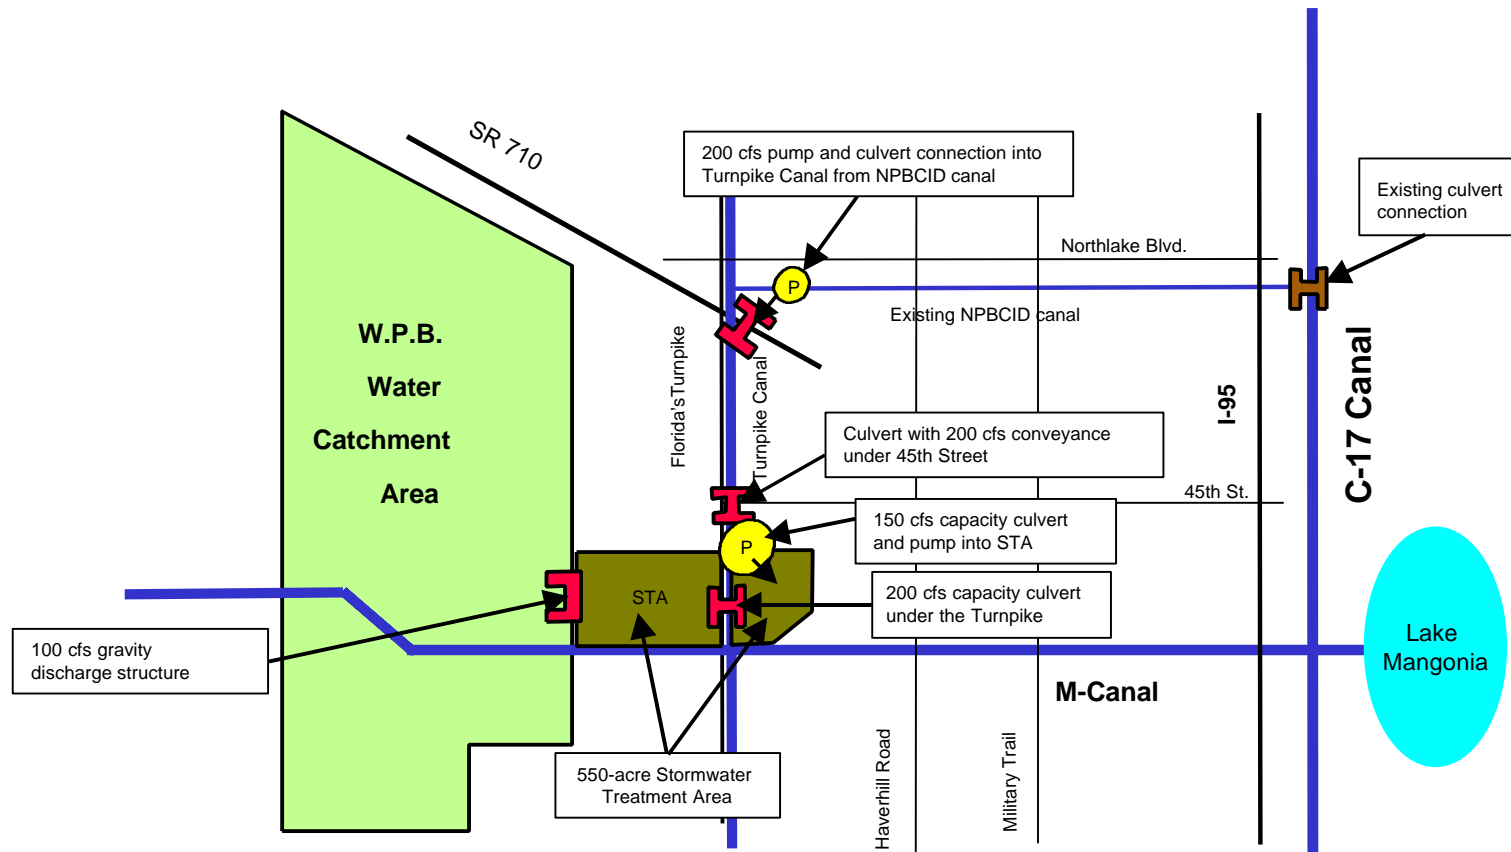 SR 710
200 cfs pump and culvert connection into
Turnpike Canal from NPBCID canal
Existing culvert
connection
Northlake Blvd.
P
Existing NPBCID canal
W.P.B.
Water
Catchment
Area
Florida'sTurnpike
Turnpike Canal
I-95
C-17 Canal
Culvert with 200 cfs conveyance
under 45th Street
45th St.
150 cfs capacity culvert
and pump into STA
P
STA
200 cfs capacity culvert
under the Turnpike
100 cfs gravity
discharge structure
Lake
Mangonia
M-Canal
550-acre Stormwater
Treatment Area
Haverhill Road
Military Trail